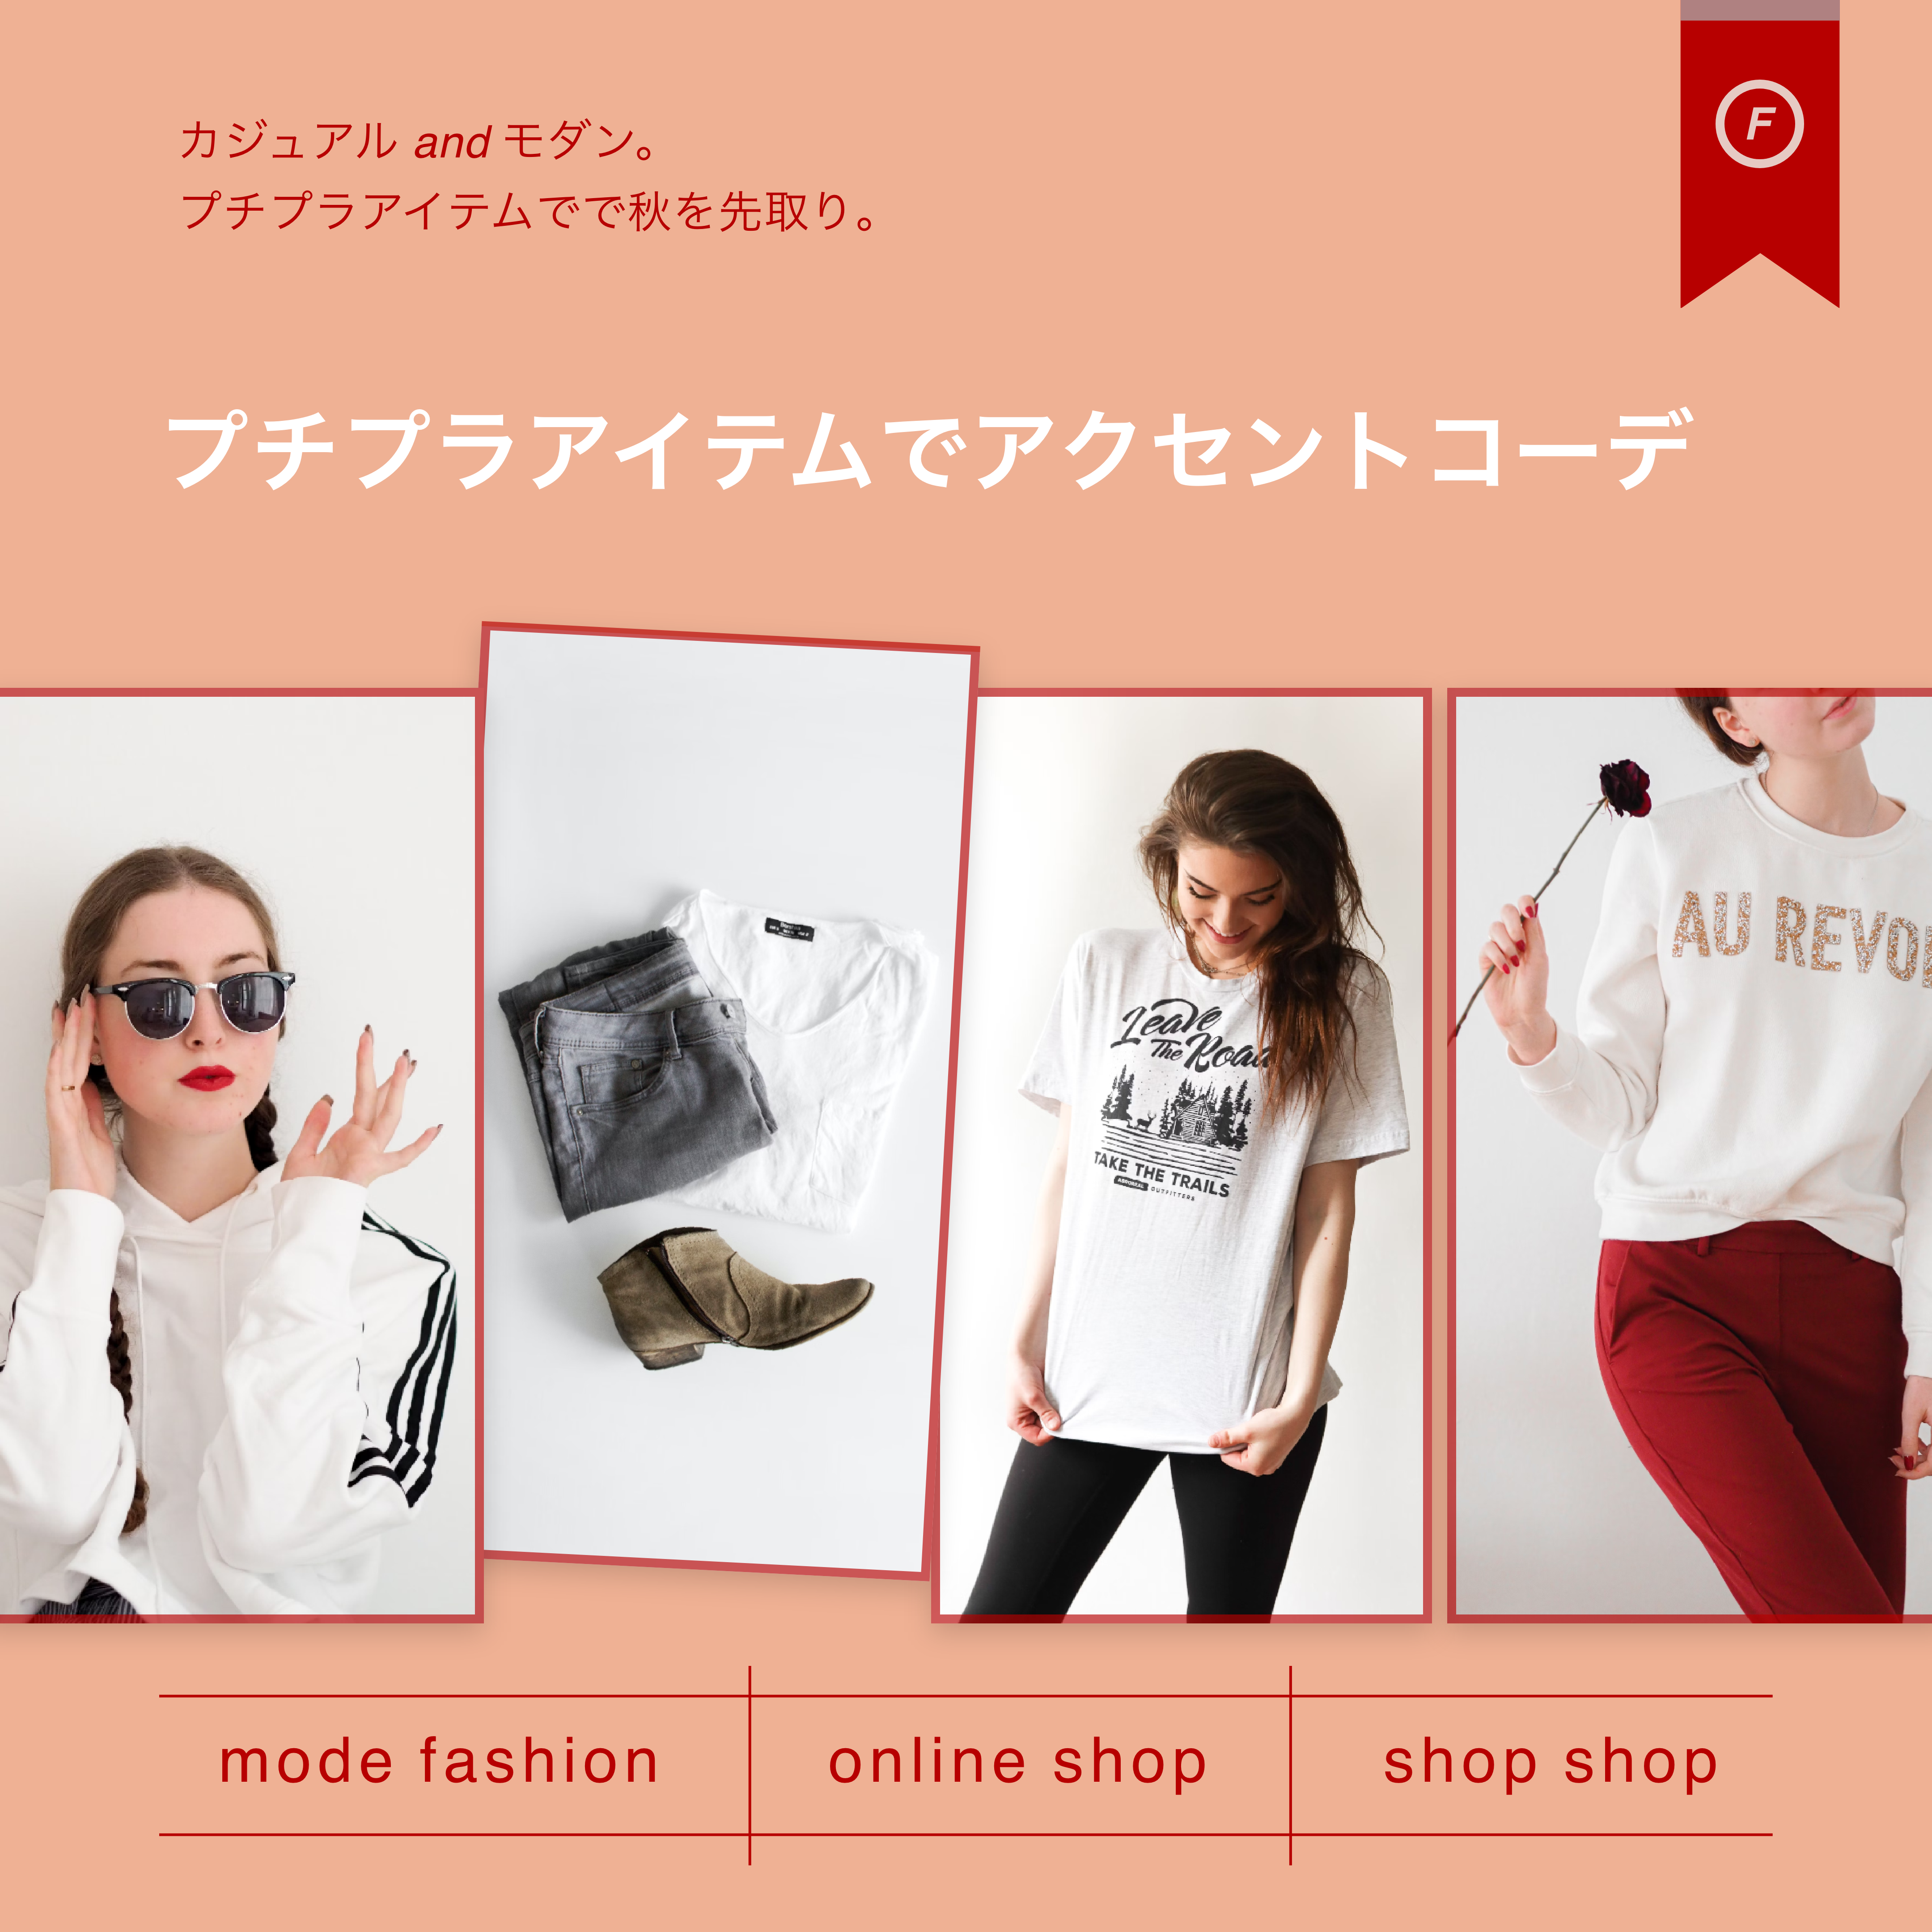 カジュアル and モダン。
プチプラアイテムでで秋を先取り。
F
プチプラアイテムでアクセントコーデ
Leave
The Road
TAKE THE TRAILS
OUTFITTERS
AU REVO
mode fashion
online shop
shop shop